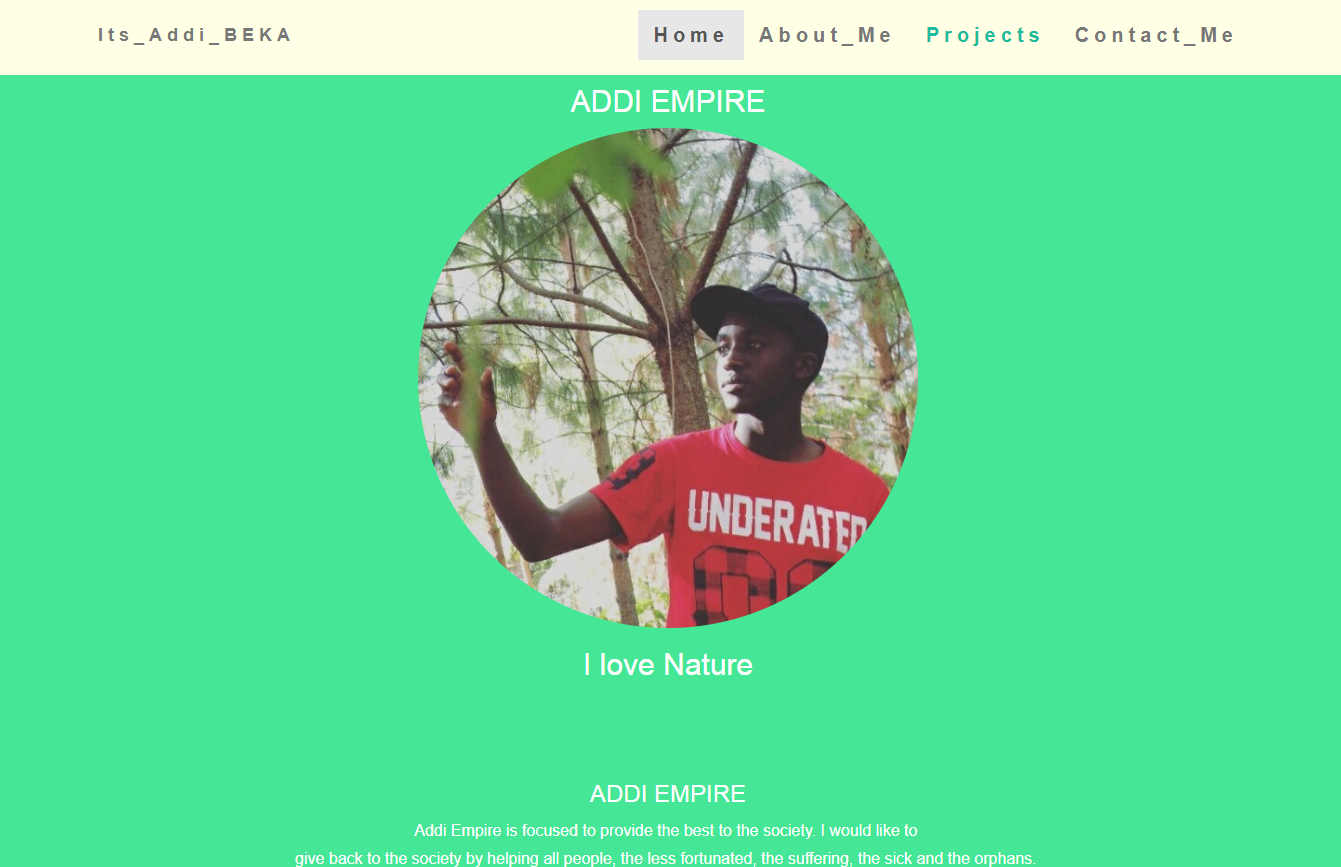 Its_Addi_BEKA
Home About_Me Projects Contact_Me
ADDI EMPIRE
UNDERATED
I love Nature
ADDI EMPIRE
Addi Empire is focused to provide the best to the society. I would like to
give back to the society by helping all people, the less fortunated, the suffering, the sick and the orphans.